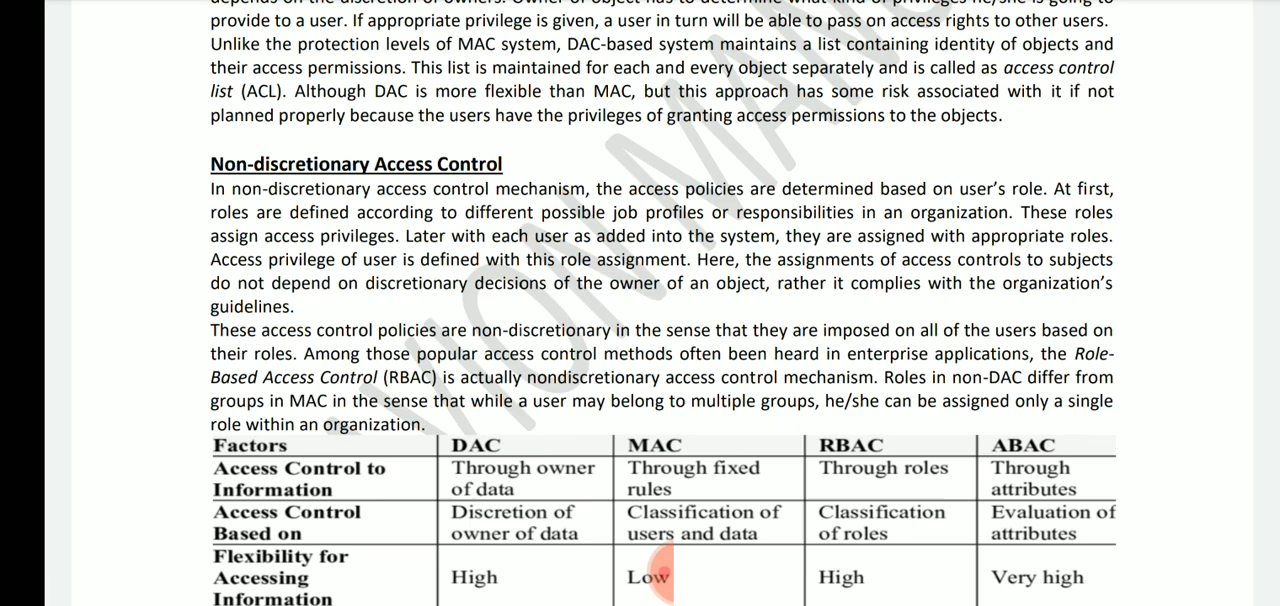 provide to a user. If appropriate privilege is given, a user in turn will be able to pass on access rights to other users.
Unlike the protection levels of MAC system, DAC-based system maintains a list containing identity of objects and
their access permissions. This list is maintained for each and every object separately and is called as access control
list (ACL). Although DAC is more flexible than MAC, but this approach has some risk associated with it if not
planned properly because the users have the privileges of granting access permissions to the objects.
Non-discretionary Access Control
In non-discretionary access control mechanism, the access policies are determined based on user's role. At first,
roles are defined according to different possible job profiles or responsibilities in an organization. These roles
assign access privileges. Later with each user as added into the system, they are assigned with appropriate roles.
Access privilege of user is defined with this role assignment. Here, the assignments of access controls to subjects
do not depend on discretionary decisions of the owner of an object, rather it complies with the organization's
guidelines.
These access control policies are non-discretionary in the sense that they are imposed on all of the users based on
their roles. Among those popular access control methods often been heard in enterprise applications, the Role-
Based Access Control (RBAC) is actually nondiscretionary access control mechanism. Roles in non-DAC differ from
groups in MAC in the sense that while a user may belong to multiple groups, he/she can be assigned only a single
role within an organization.
Factors DAC MAC RBAC ABAC
Access Control to Through owner Through fixed Through roles Through
Information of data rules attributes
Access Control Discretion of Classification of Classification Evaluation of
Based on owner of data users and data of roles attributes
Flexibility for
Accessing High Low High Very high
Information